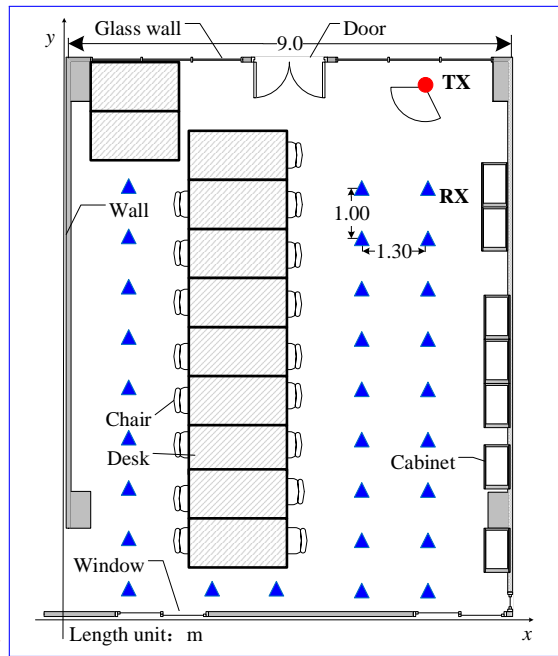 y
Glass wall
9.0
Door
TX
Wall
RX
1.00
1.30
Chair
Desk
Cabinet
Window
Length unit：m
x